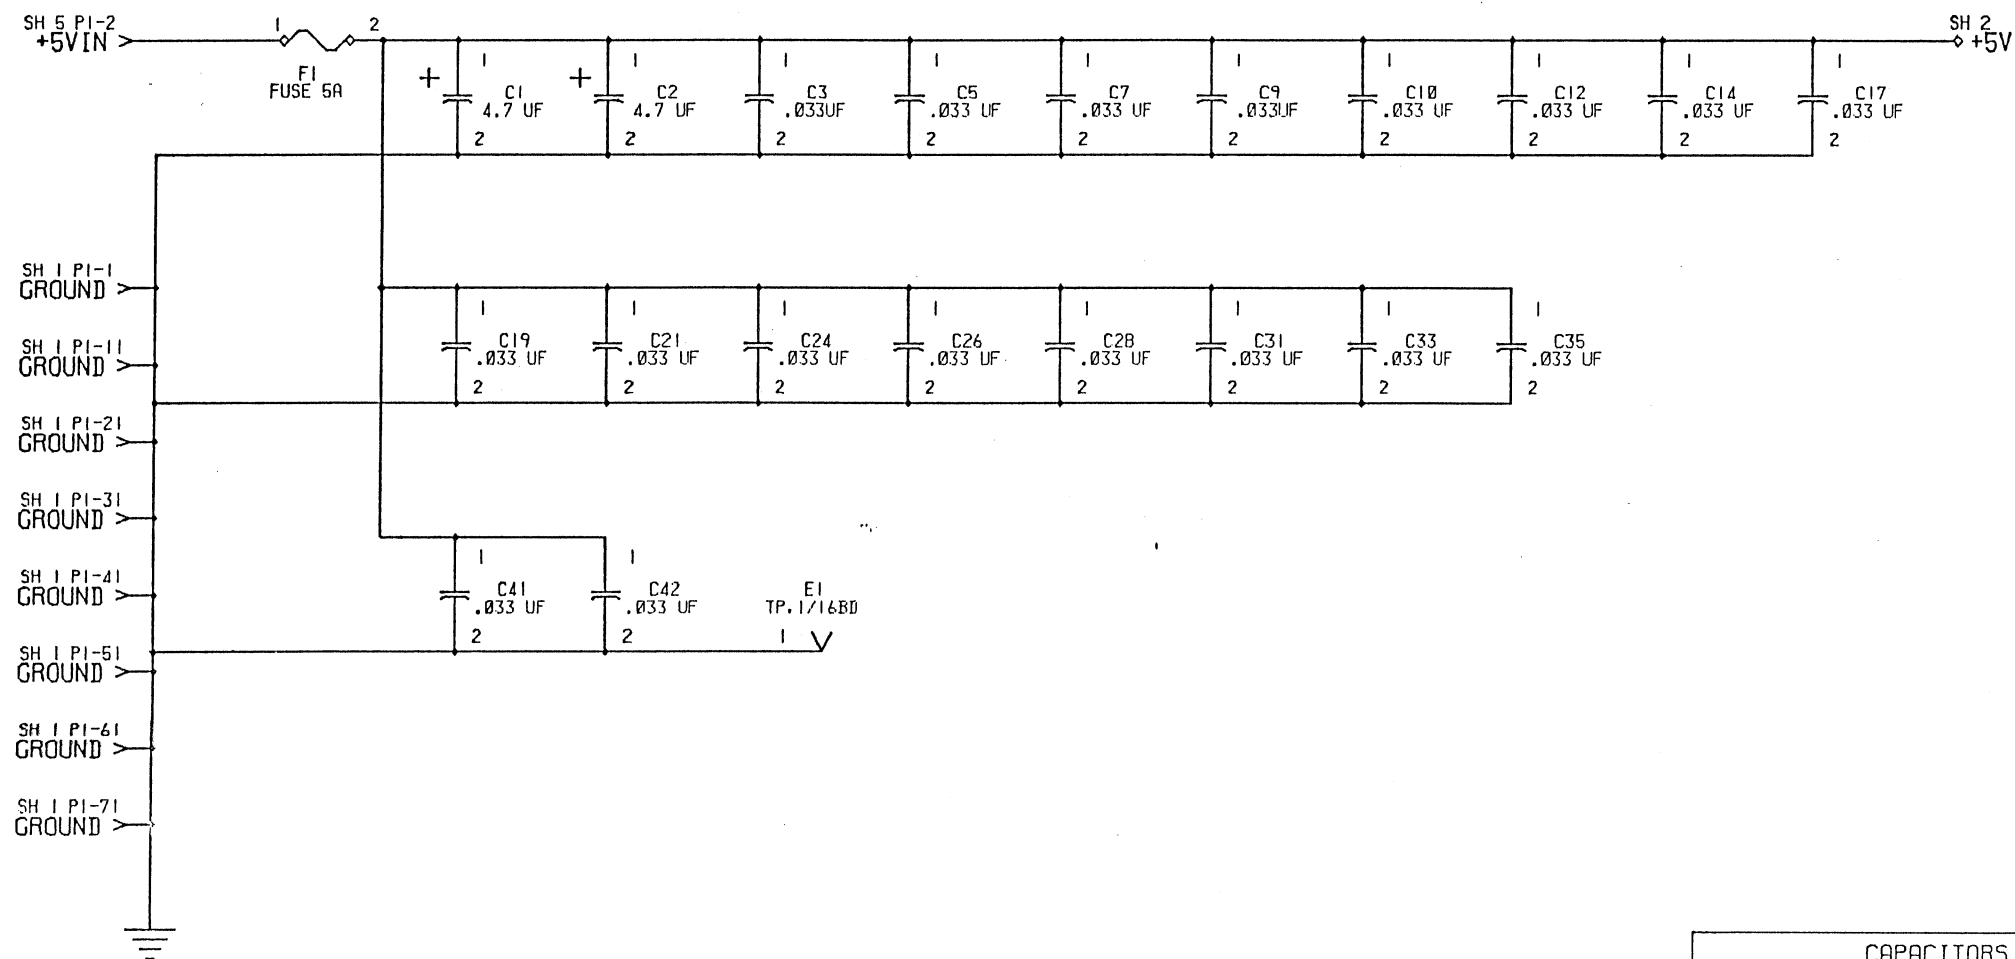 SH 5 P1-2
+5VIN
1 2
F1
FUSE 5A
SH 2
+5V
+ 1 + 1 1 1 1 1 1 1 1 1
C1 C2 C3 C5 C7 C9 C10 C12 C14 C17
4.7 UF 4.7 UF .033UF .033 UF .033 UF .033UF .033 UF .033 UF .033 UF .033 UF
2 2 2 2 2 2 2 2 2 2
SH 1 P1-1
GROUND
1 1 1 1 1 1 1 1
SH 1 P1-11
GROUND
C19 C21 C24 C26 C28 C31 C33 C35
.033 UF .033 UF .033 UF .033 UF .033 UF .033 UF .033 UF .033 UF
2 2 2 2 2 2 2 2
SH 1 P1-21
GROUND
SH 1 P1-31
GROUND
1 1
SH 1 P1-41
GROUND
C41 C42 E1
.033 UF .033 UF TP.1/16BD
2 2 1
SH 1 P1-51
GROUND
SH 1 P1-61
GROUND
SH 1 P1-71
GROUND
CAPACITORS